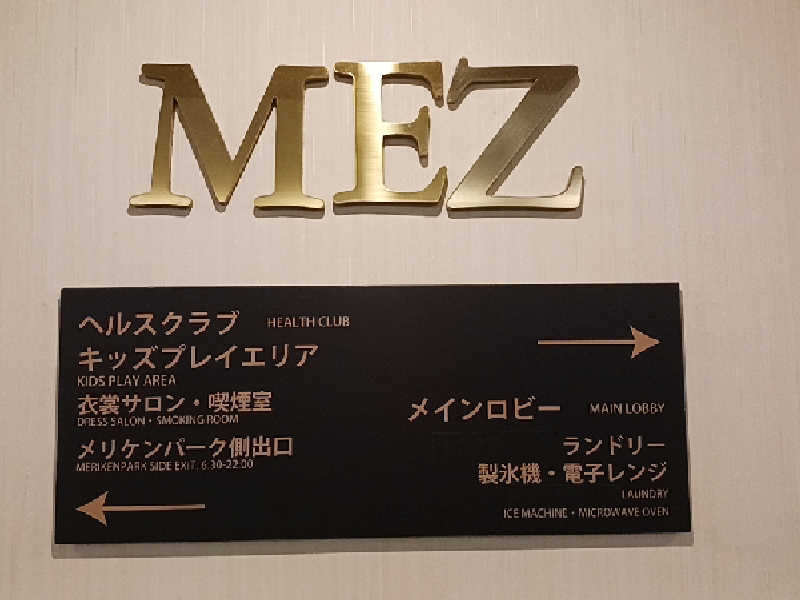 MEZ
ヘルスクラブ HEALTH CLUB
キッズプレイエリア
KIDS PLAY AREA
衣裳サロン・喫煙室
DRESS SALON・SMOKING ROOM
メリケンパーク側出口
MERIKENPARK SIDE EXIT. 6:30-22:00
メインロビー MAIN LOBBY
ランドリー
製氷機・電子レンジ
LAUNDRY
ICE MACHINE・MICROWAVE OVEN